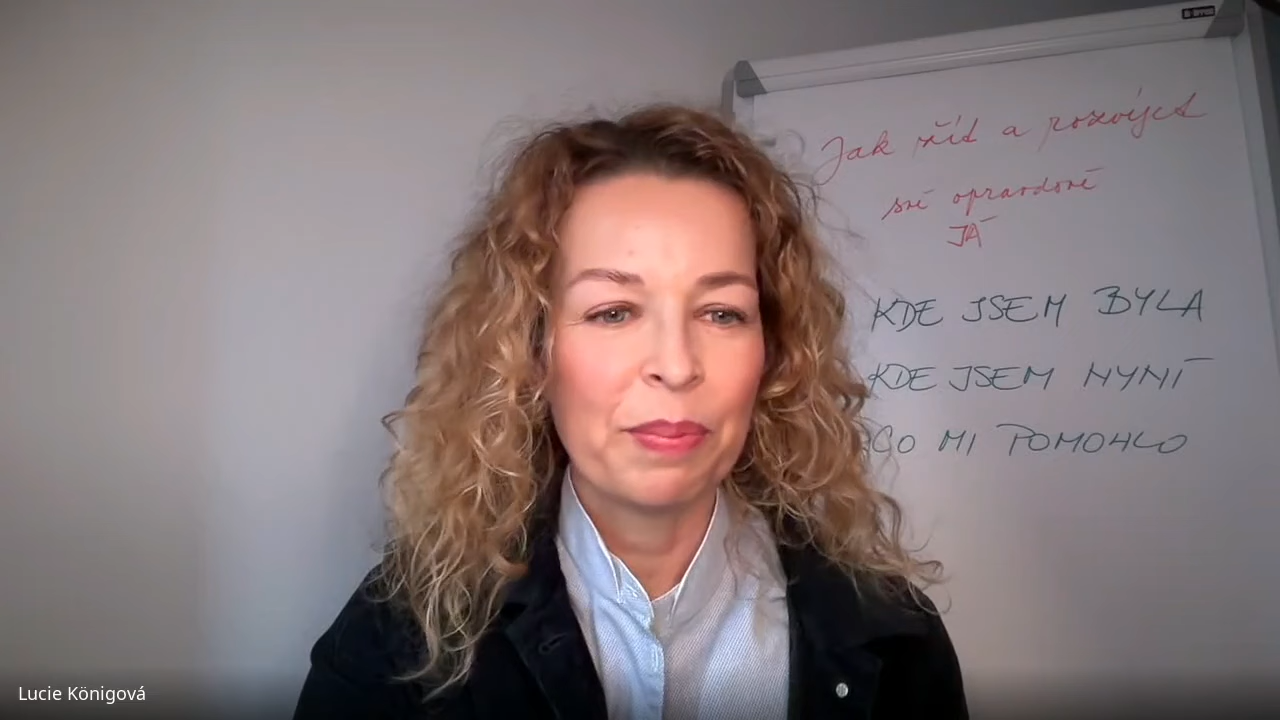 Jak žít a rozvíjet
své opravdové
JÁ
KDE JSEM BYLA
KDE JSEM NYNÍ
CO MI POMOHLO
Lucie Königová